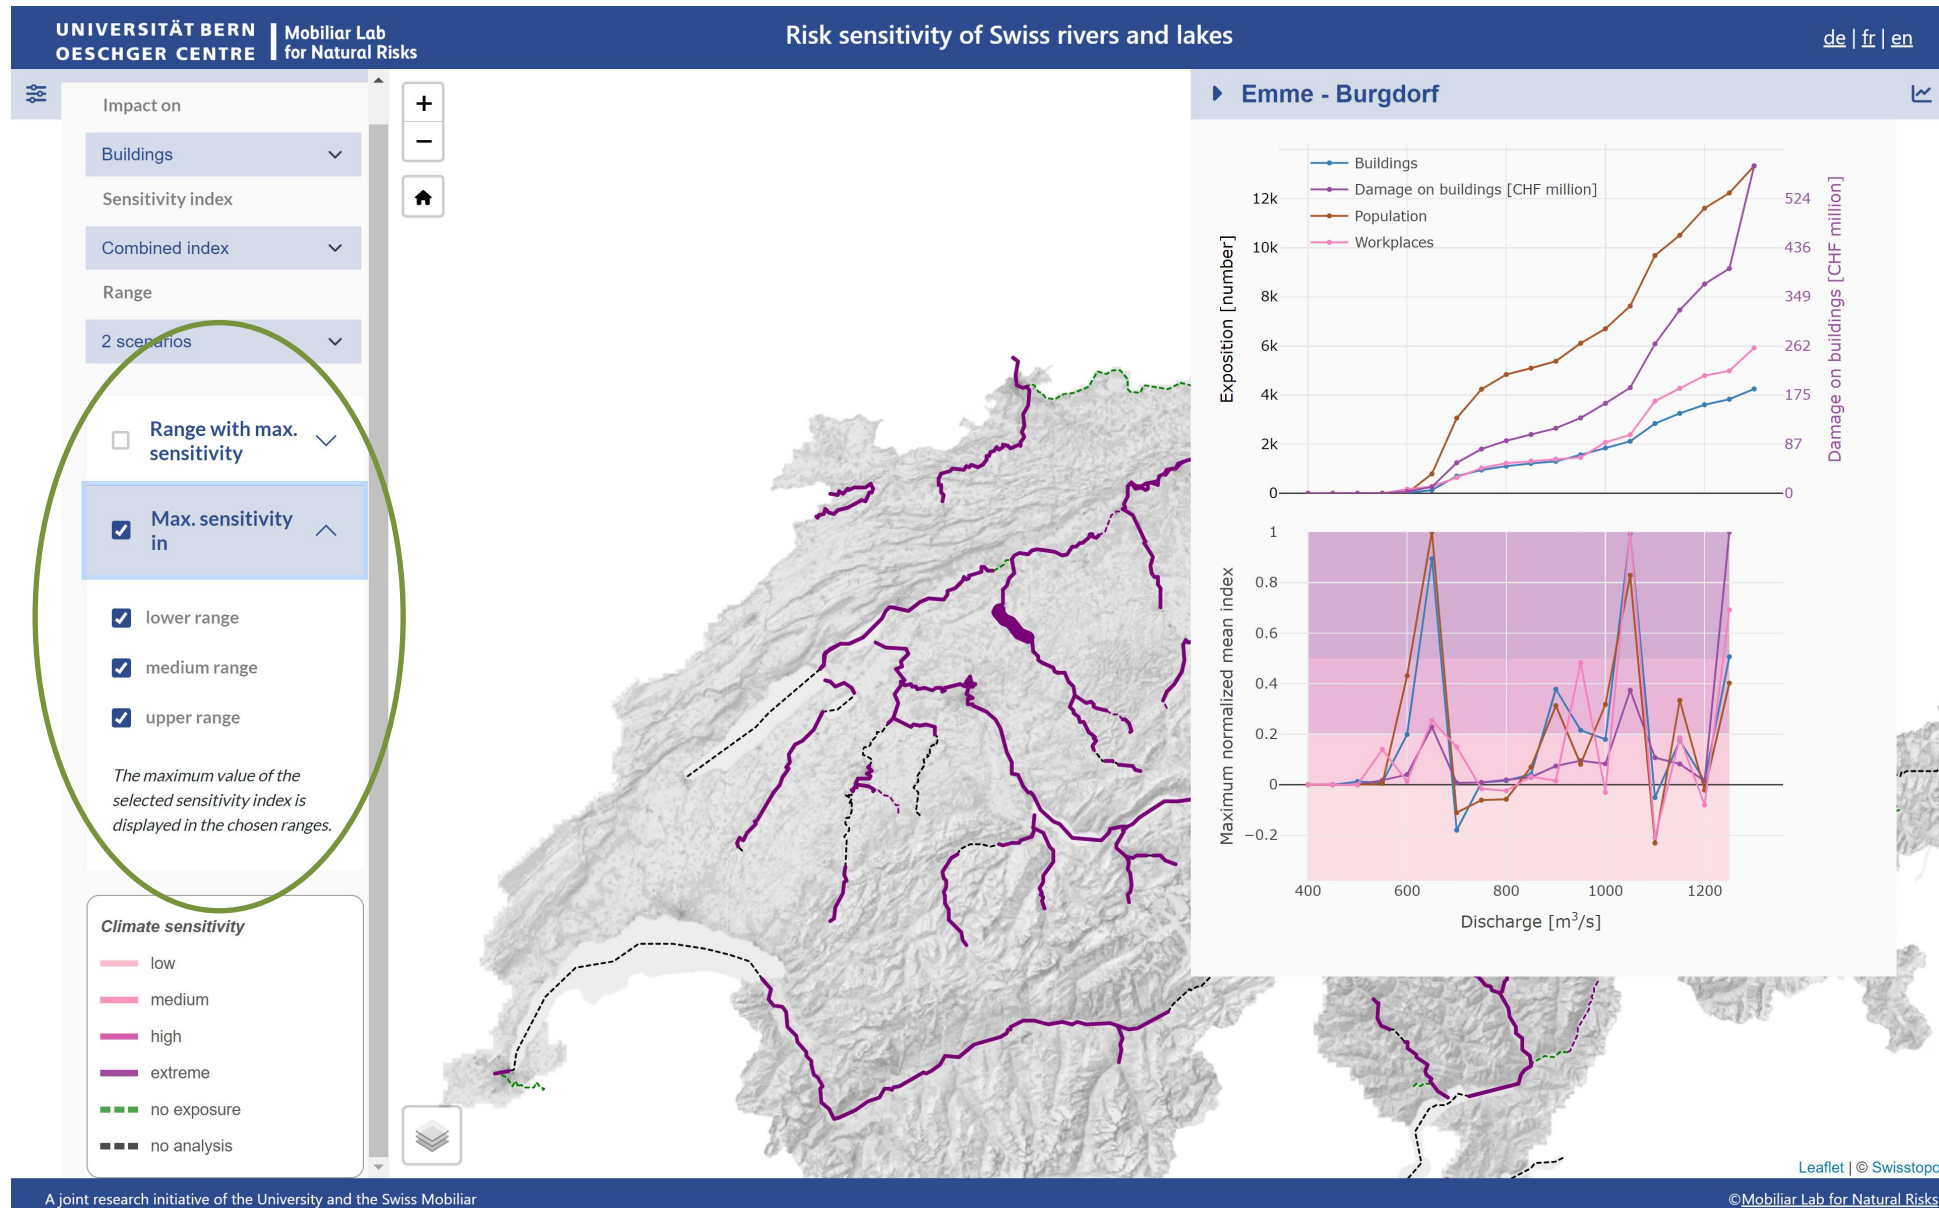 UNIVERSITÄT BERN
OESCHGER CENTRE
Mobiliar Lab
for Natural Risks
Risk sensitivity of Swiss rivers and lakes
de | fr | en
Impact on
Buildings
Sensitivity index
Combined index
Range
2 scenarios
Range with max.
sensitivity
Max. sensitivity
in
lower range
medium range
upper range
The maximum value of the
selected sensitivity index is
displayed in the chosen ranges.
Climate sensitivity
low
medium
high
extreme
no exposure
no analysis
+
−
Emme - Burgdorf
Buildings
Damage on buildings [CHF million]
Population
Workplaces
Exposition [number]
12k
10k
8k
6k
4k
2k
0
524
436
349
262
175
87
0
Damage on buildings [CHF million]
Maximum normalized mean index
1
0.8
0.6
0.4
0.2
0
−0.2
400 600 800 1000 1200
Discharge [m³/s]
Leaflet | © Swisstopo
A joint research initiative of the University and the Swiss Mobiliar
©Mobiliar Lab for Natural Risks